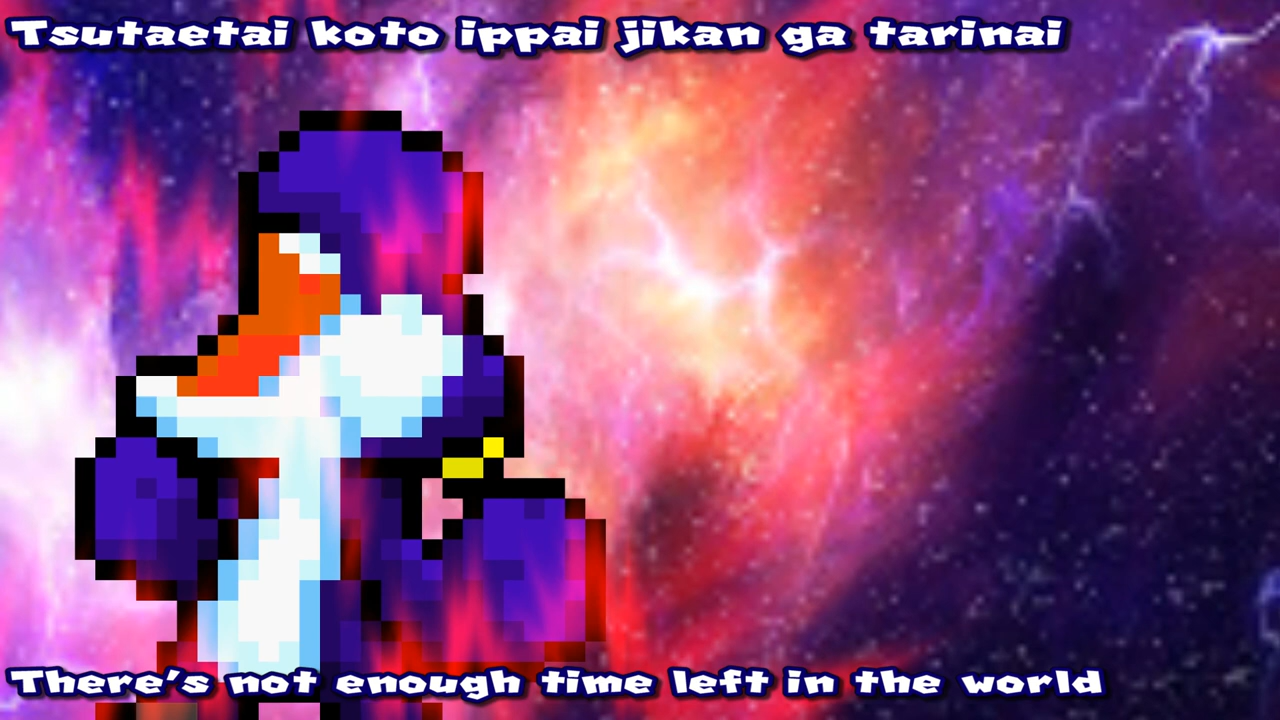 Tsutaetai koto ippai jikan ga tarinai
There's not enough time left in the world